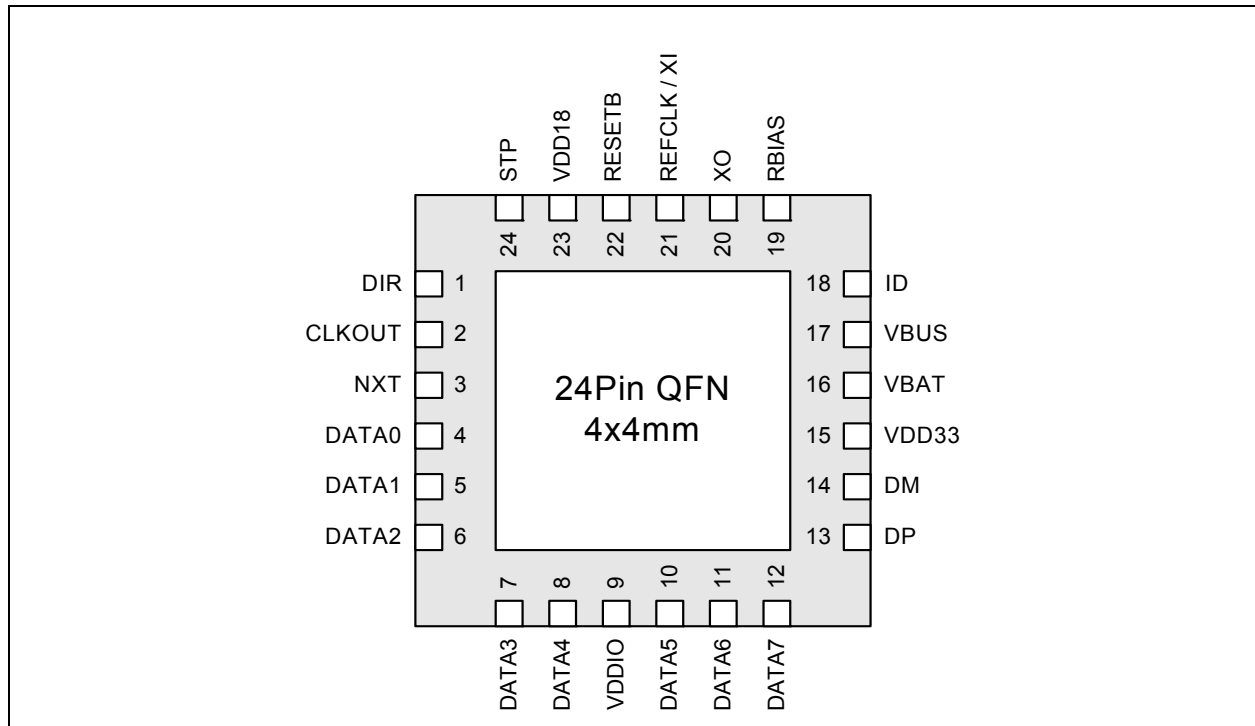 STP
VDD18
RESETB
REFCLK / XI
XO
RBIAS
24
23
22
21
20
19
DIR 1
CLKOUT 2
NXT 3
DATA0 4
DATA1 5
DATA2 6
24Pin QFN
4x4mm
18 ID
17 VBUS
16 VBAT
15 VDD33
14 DM
13 DP
7
8
9
10
11
12
DATA3
DATA4
VDDIO
DATA5
DATA6
DATA7